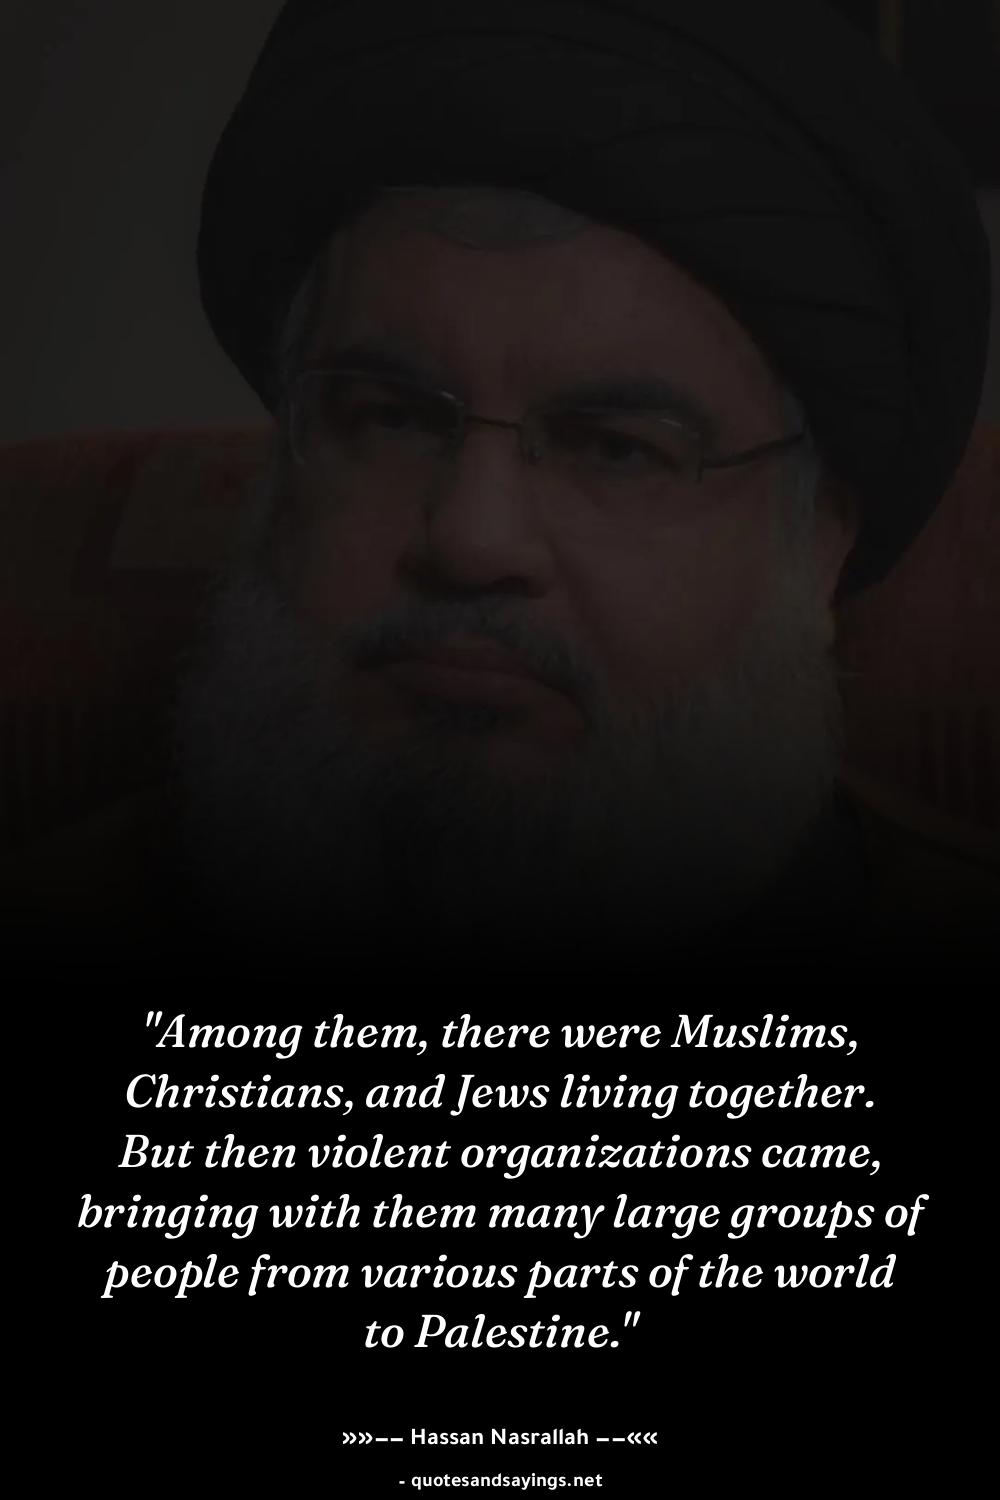 "Among them, there were Muslims,
Christians, and Jews living together.
But then violent organizations came,
bringing with them many large groups of
people from various parts of the world
to Palestine."
»»−− Hassan Nasrallah −−««
- quotesandsayings.net